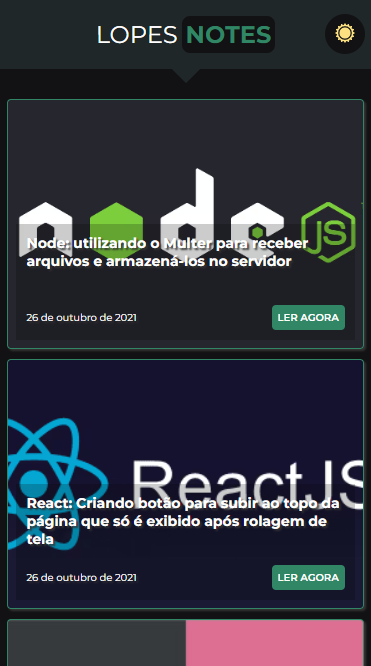 LOPES NOTES
node
JS
Node: utilizando o Multer para receber
arquivos e armazená-los no servidor
26 de outubro de 2021
LER AGORA
ReactJS
React: Criando botão para subir ao topo da
página que só é exibido após rolagem de
tela
26 de outubro de 2021
LER AGORA